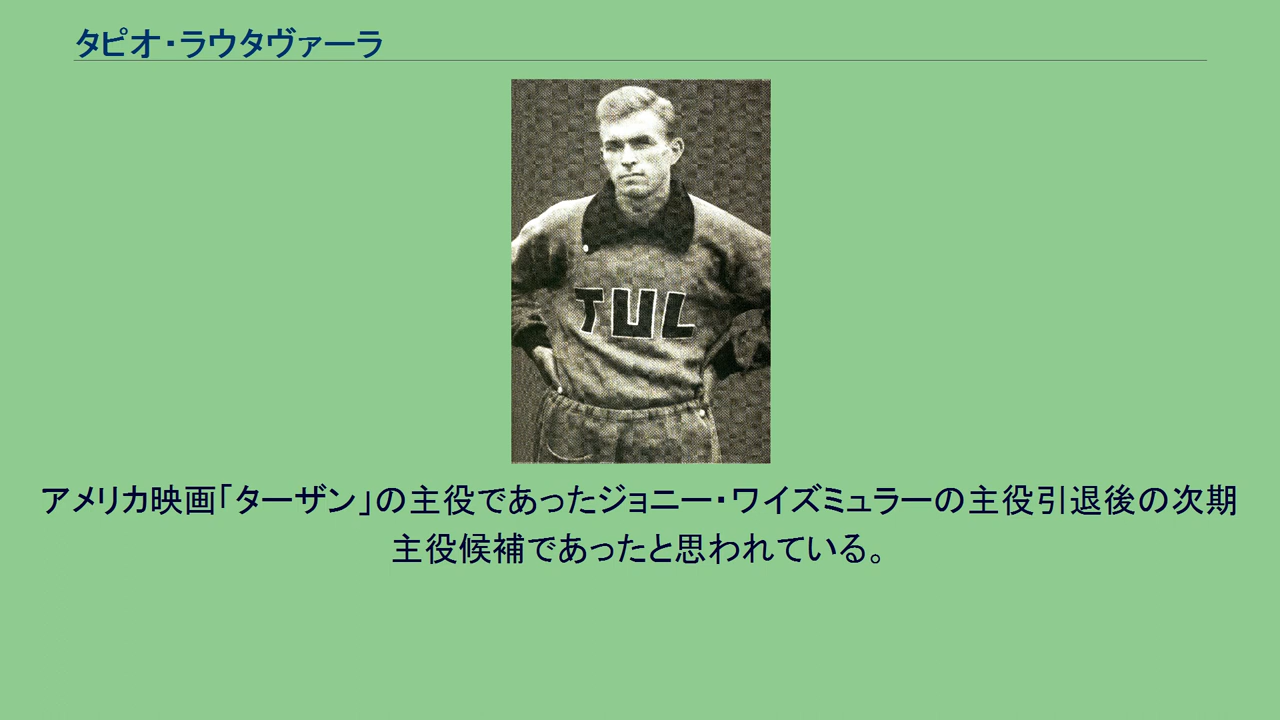 タピオ・ラウタヴァーラ
TUL
アメリカ映画「ターザン」の主役であったジョニー・ワイズミュラーの主役引退後の次期
主役候補であったと思われている。